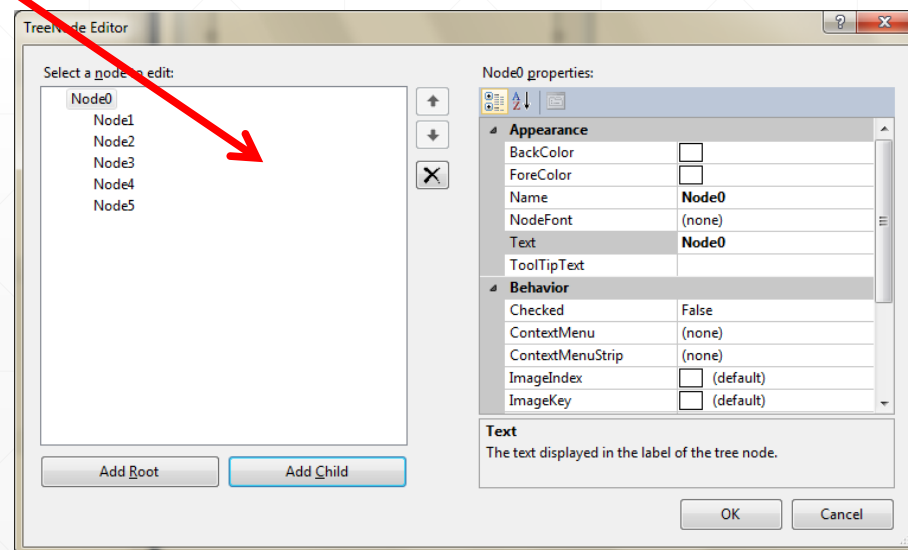 TreeNode Editor
Select a node to edit:
Node0
Node1
Node2
Node3
Node4
Node5
Add Root
Add Child
Node0 properties:
Appearance
BackColor
ForeColor
Name Node0
NodeFont (none)
Text Node0
ToolTipText
Behavior
Checked False
ContextMenu (none)
ContextMenuStrip (none)
ImageIndex (default)
ImageKey (default)
Text
The text displayed in the label of the tree node.
OK
Cancel